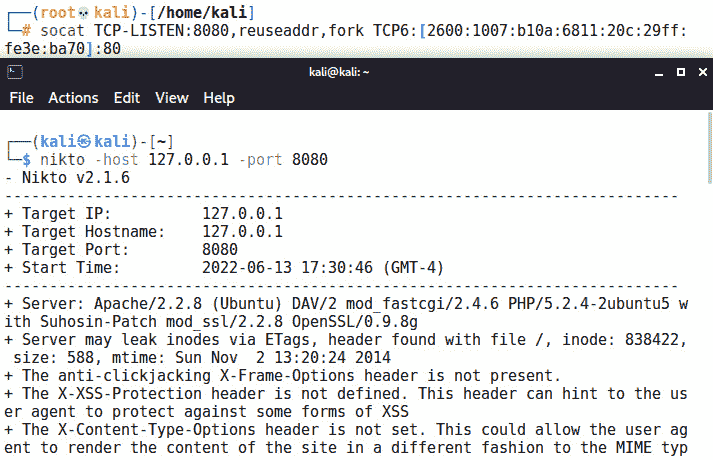 ┌──(root💀kali)-[/home/kali]
└─# socat TCP-LISTEN:8080,reuseaddr,fork TCP6:[2600:1007:b10a:6811:20c:29ff:
fe3e:ba70]:80
kali@kali: ~
File Actions Edit View Help
┌──(kali㉿kali)-[~]
└─$ nikto -host 127.0.0.1 -port 8080
- Nikto v2.1.6
---------------------------------------------------------------------------
+ Target IP:          127.0.0.1
+ Target Hostname:    127.0.0.1
+ Target Port:        8080
+ Start Time:         2022-06-13 17:30:46 (GMT-4)
---------------------------------------------------------------------------
+ Server: Apache/2.2.8 (Ubuntu) DAV/2 mod_fastcgi/2.4.6 PHP/5.2.4-2ubuntu5 w
ith Suhosin-Patch mod_ssl/2.2.8 OpenSSL/0.9.8g
+ Server may leak inodes via ETags, header found with file /, inode: 838422,
 size: 588, mtime: Sun Nov  2 13:20:24 2014
+ The anti-clickjacking X-Frame-Options header is not present.
+ The X-XSS-Protection header is not defined. This header can hint to the us
er agent to protect against some forms of XSS
+ The X-Content-Type-Options header is not set. This could allow the user ag
ent to render the content of the site in a different fashion to the MIME typ